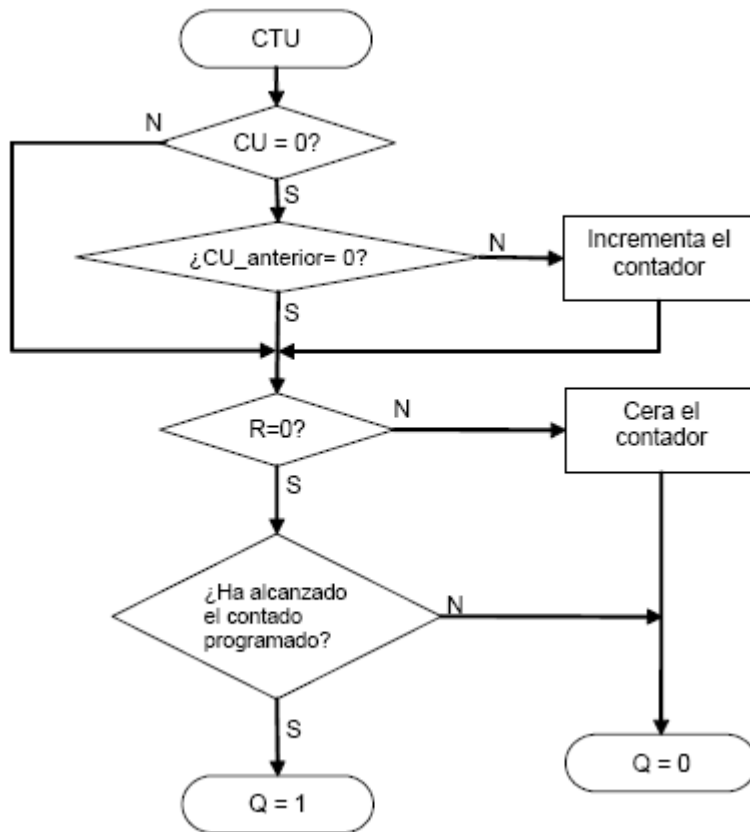 CTU
N
CU = 0?
S
¿CU_anterior= 0?
N
Incrementa el
contador
S
R=0?
N
Cera el
contador
S
¿Ha alcanzado
el contado
programado?
N
S
Q = 0
Q = 1